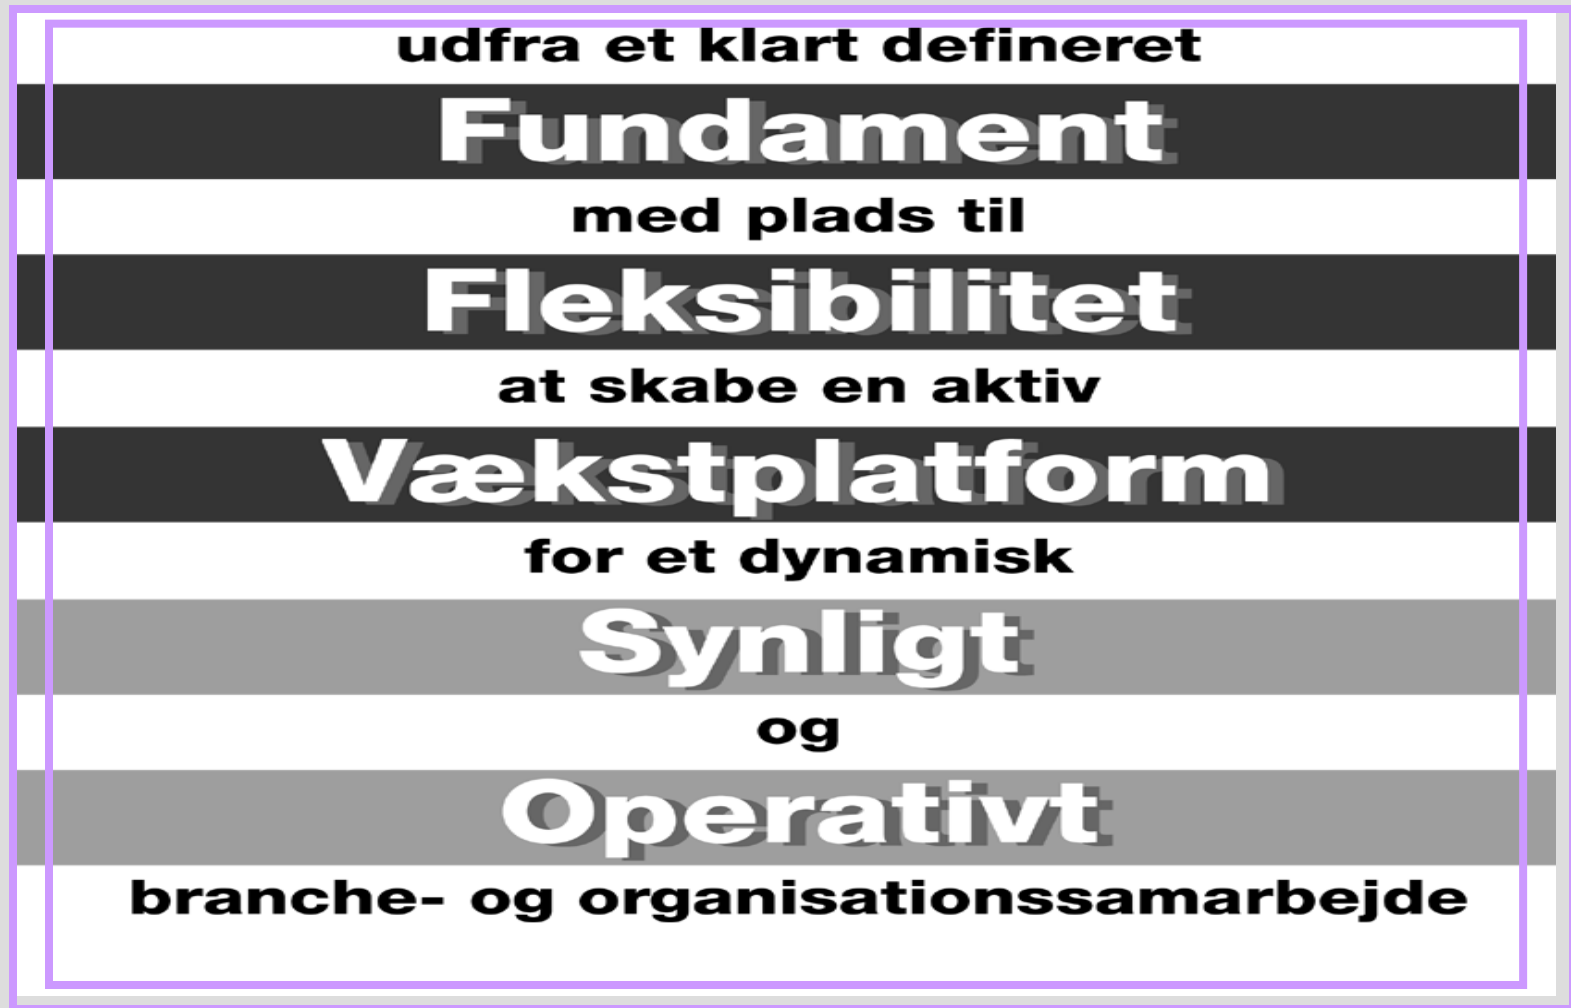 udfra et klart defineret
Fundament
med plads til
Fleksibilitet
at skabe en aktiv
Vækstplatform
for et dynamisk
Synligt
og
Operativt
branche- og organisationssamarbejde